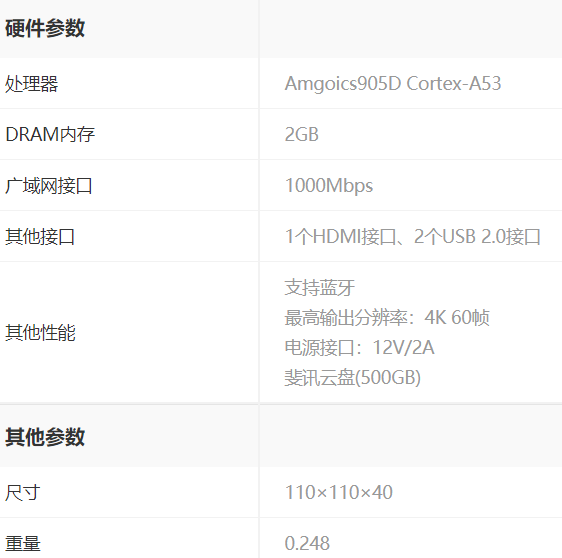 硬件参数
处理器 Amgoics905D Cortex-A53
DRAM内存 2GB
广域网接口 1000Mbps
其他接口 1个HDMI接口、2个USB 2.0接口
其他性能
支持蓝牙
最高输出分辨率：4K 60帧
电源接口：12V/2A
斐讯云盘(500GB)
其他参数
尺寸 110×110×40
重量 0.248